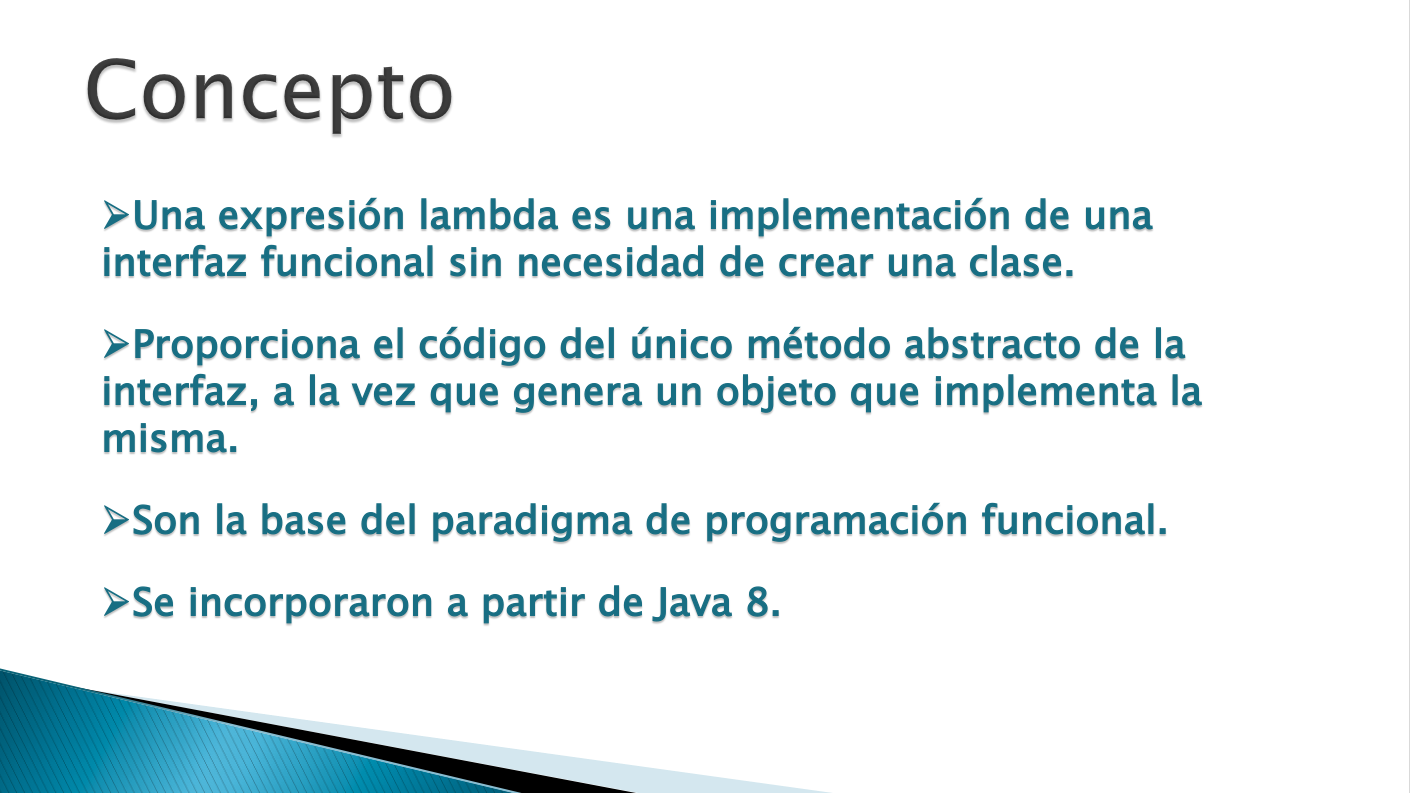 Concepto
➢Una expresión lambda es una implementación de una
interfaz funcional sin necesidad de crear una clase.
➢Proporciona el código del único método abstracto de la
interfaz, a la vez que genera un objeto que implementa la
misma.
➢Son la base del paradigma de programación funcional.
➢Se incorporaron a partir de Java 8.